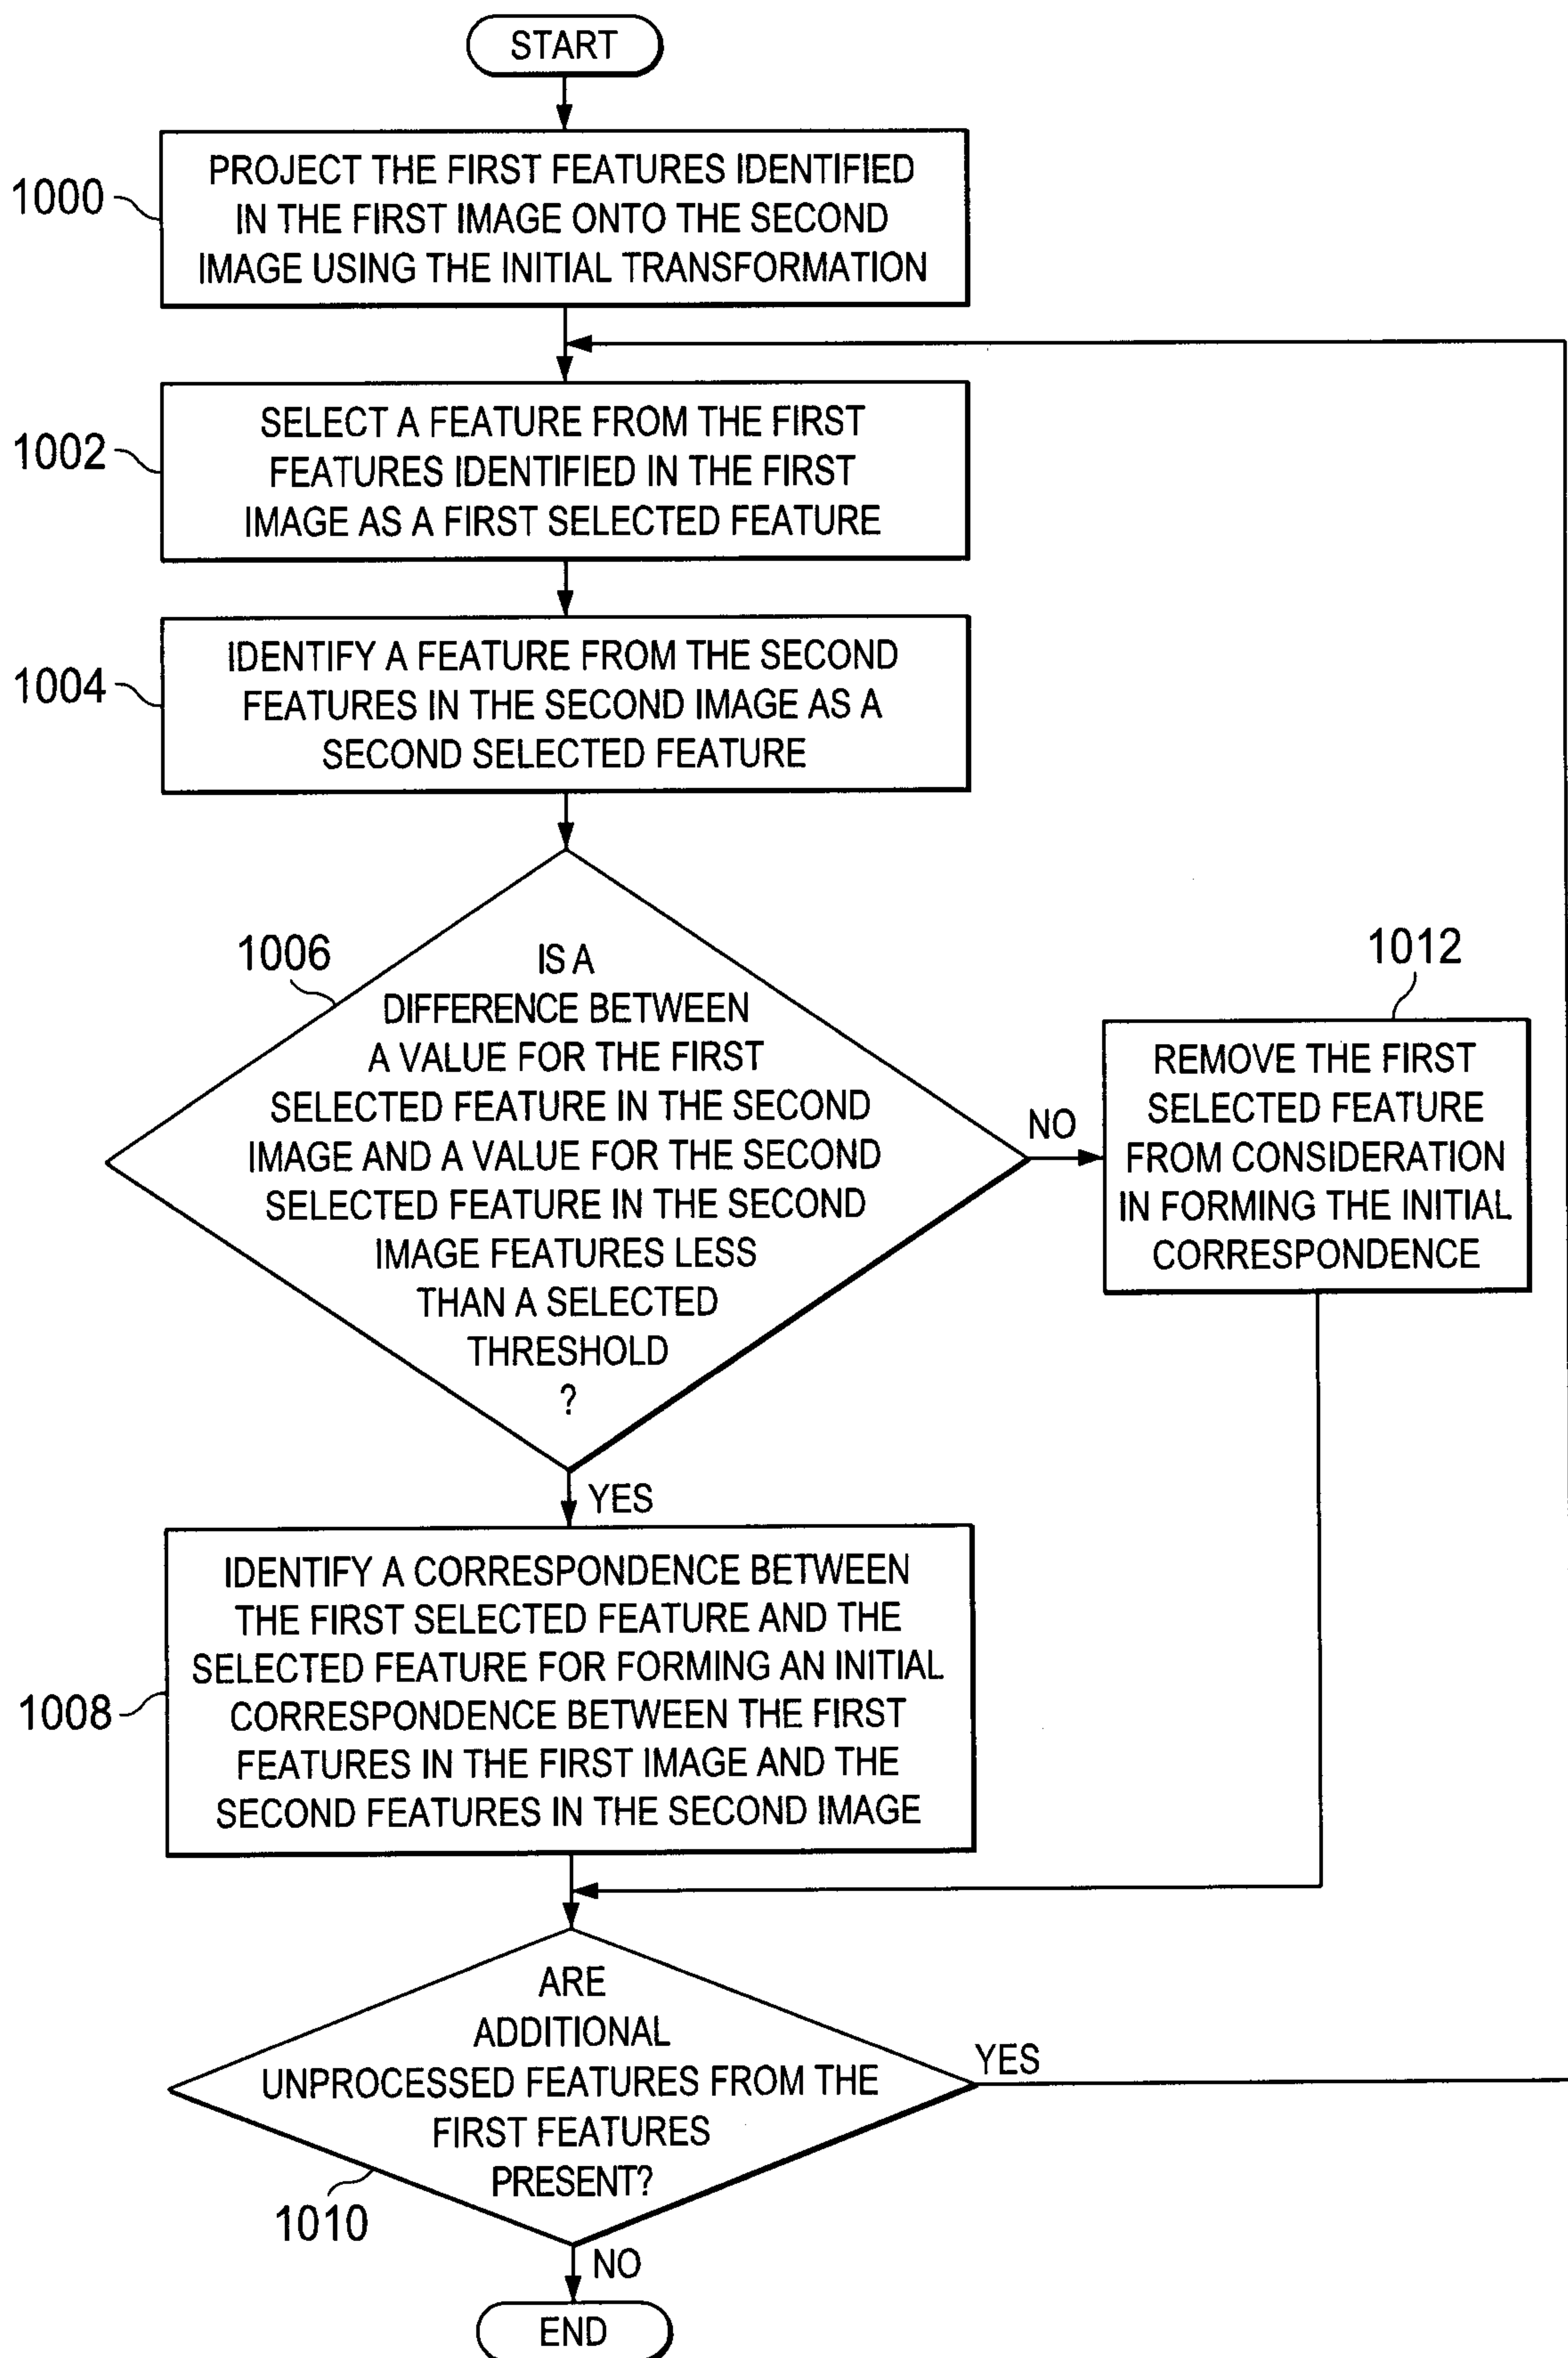 START
1000
PROJECT THE FIRST FEATURES IDENTIFIED
IN THE FIRST IMAGE ONTO THE SECOND
IMAGE USING THE INITIAL TRANSFORMATION
1002
SELECT A FEATURE FROM THE FIRST
FEATURES IDENTIFIED IN THE FIRST
IMAGE AS A FIRST SELECTED FEATURE
1004
IDENTIFY A FEATURE FROM THE SECOND
FEATURES IN THE SECOND IMAGE AS A
SECOND SELECTED FEATURE
1006
IS A
DIFFERENCE BETWEEN
A VALUE FOR THE FIRST
SELECTED FEATURE IN THE SECOND
IMAGE AND A VALUE FOR THE SECOND
SELECTED FEATURE IN THE SECOND
IMAGE FEATURES LESS
THAN A SELECTED
THRESHOLD
?
NO
1012
REMOVE THE FIRST
SELECTED FEATURE
FROM CONSIDERATION
IN FORMING THE INITIAL
CORRESPONDENCE
YES
1008
IDENTIFY A CORRESPONDENCE BETWEEN
THE FIRST SELECTED FEATURE AND THE
SELECTED FEATURE FOR FORMING AN INITIAL
CORRESPONDENCE BETWEEN THE FIRST
FEATURES IN THE FIRST IMAGE AND THE
SECOND FEATURES IN THE SECOND IMAGE
ARE
ADDITIONAL
UNPROCESSED FEATURES FROM THE
FIRST FEATURES
PRESENT?
YES
1010
NO
END